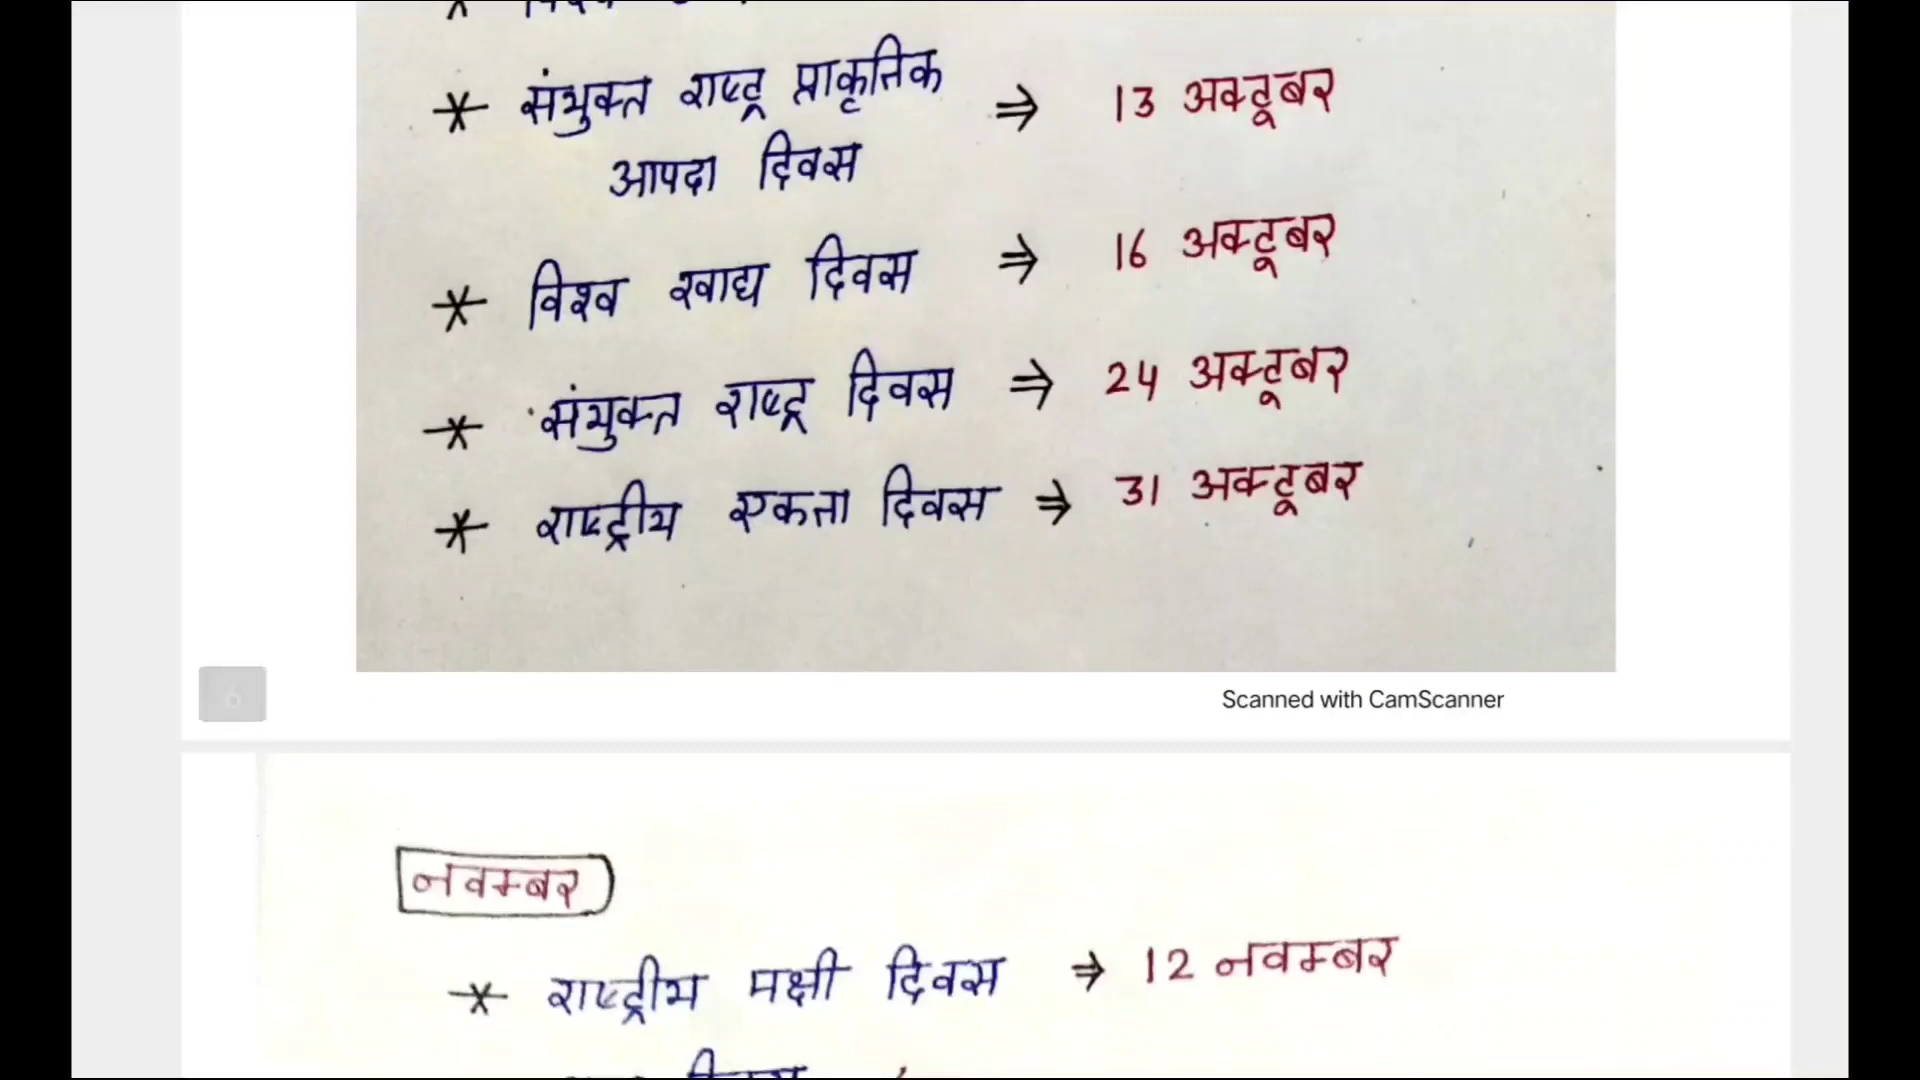 * संयुक्त राष्ट्र प्राकृतिक ⇒ 13 अक्टूबर
आपदा दिवस
* विश्व खाद्य दिवस ⇒ 16 अक्टूबर
* संयुक्त राष्ट्र दिवस ⇒ 24 अक्टूबर
* राष्ट्रीय एकता दिवस ⇒ 31 अक्टूबर
6
Scanned with CamScanner
नवम्बर
* राष्ट्रीय पक्षी दिवस ⇒ 12 नवम्बर